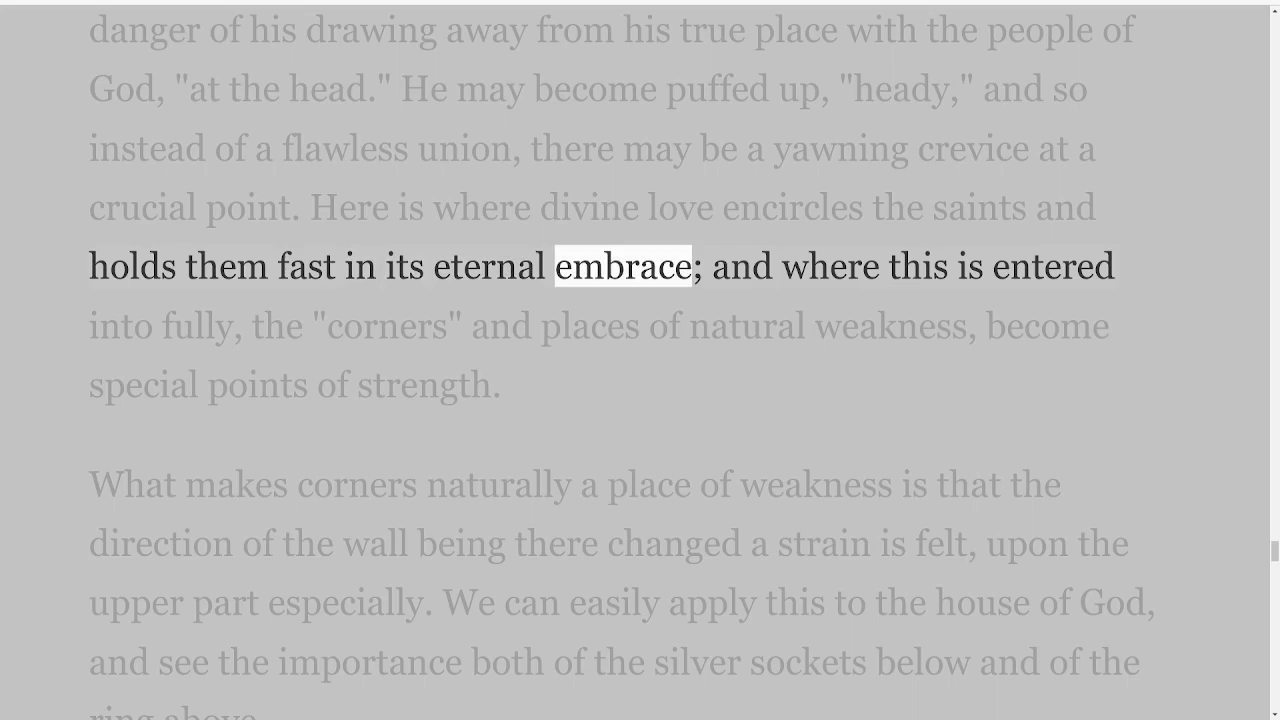 danger of his drawing away from his true place with the people of
God, "at the head." He may become puffed up, "heady," and so
instead of a flawless union, there may be a yawning crevice at a
crucial point. Here is where divine love encircles the saints and
holds them fast in its eternal embrace; and where this is entered
into fully, the "corners" and places of natural weakness, become
special points of strength.
What makes corners naturally a place of weakness is that the
direction of the wall being there changed a strain is felt, upon the
upper part especially. We can easily apply this to the house of God,
and see the importance both of the silver sockets below and of the
ring above